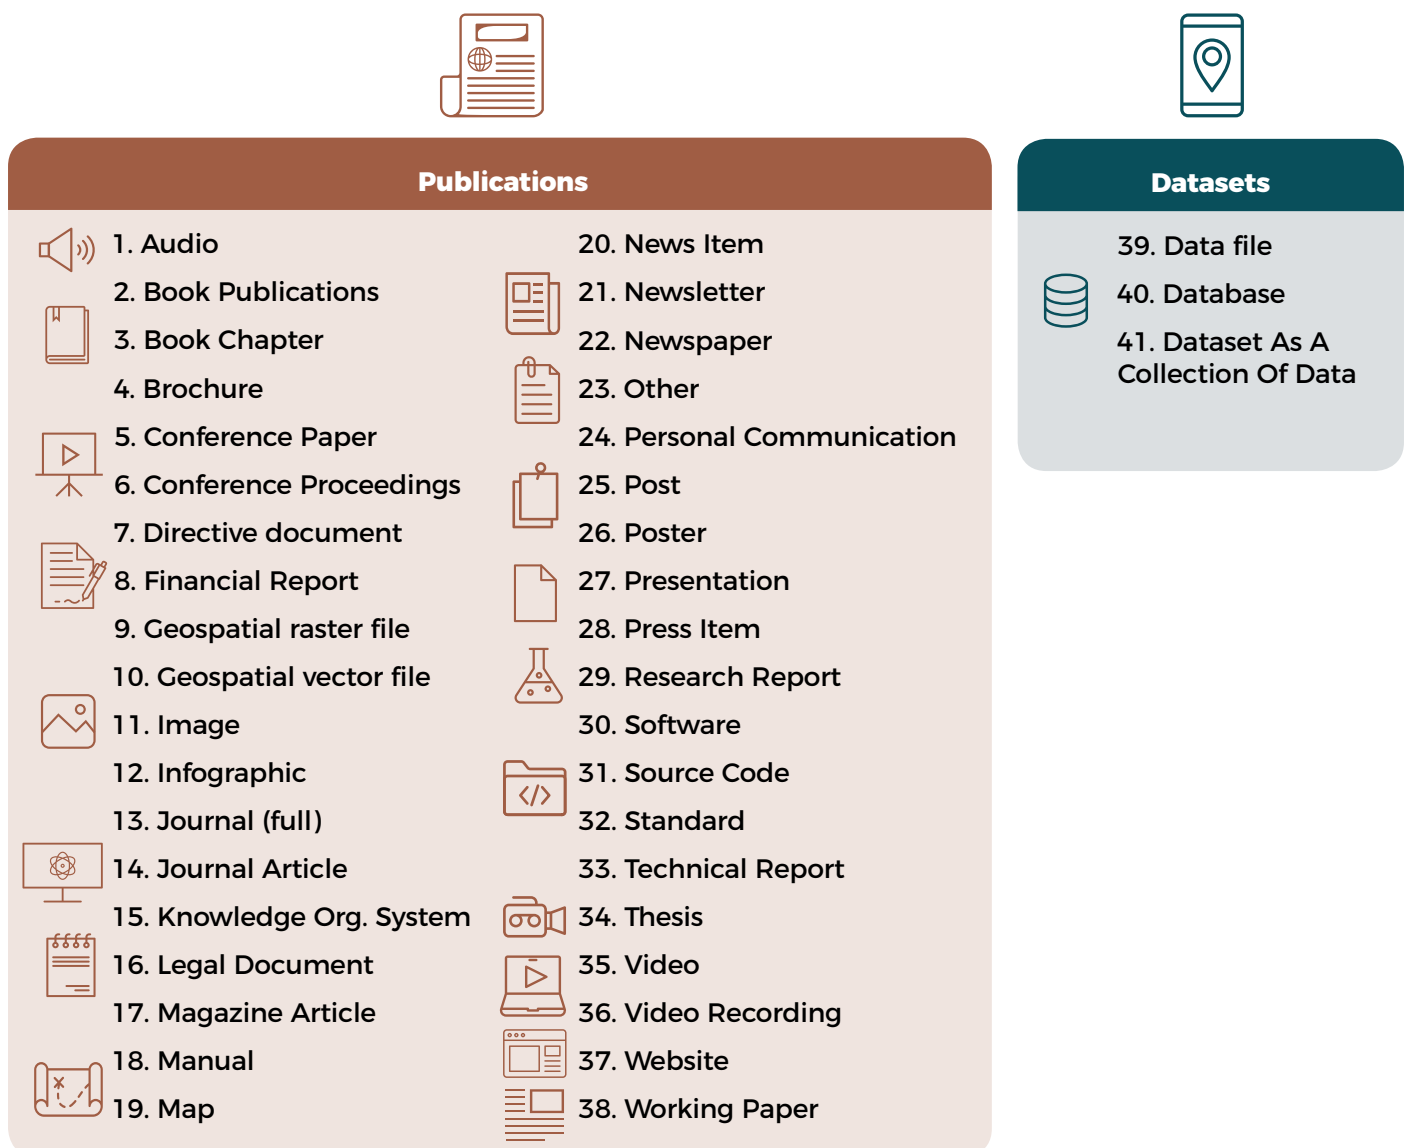 Publications
1. Audio
2. Book Publications
3. Book Chapter
4. Brochure
5. Conference Paper
6. Conference Proceedings
7. Directive document
8. Financial Report
9. Geospatial raster file
10. Geospatial vector file
11. Image
12. Infographic
13. Journal (full)
14. Journal Article
15. Knowledge Org. System
16. Legal Document
17. Magazine Article
18. Manual
19. Map
20. News Item
21. Newsletter
22. Newspaper
23. Other
24. Personal Communication
25. Post
26. Poster
27. Presentation
28. Press Item
29. Research Report
30. Software
31. Source Code
32. Standard
33. Technical Report
34. Thesis
35. Video
36. Video Recording
37. Website
38. Working Paper
Datasets
39. Data file
40. Database
41. Dataset As A
Collection Of Data